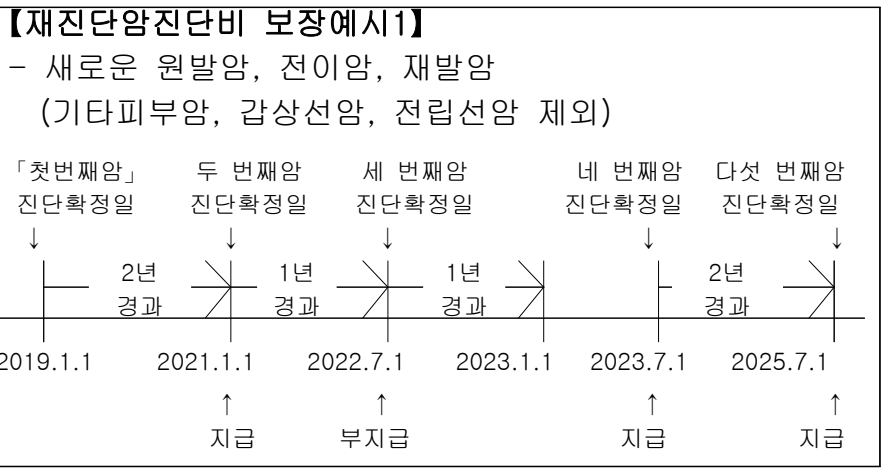 【재진단암진단비 보장예시1】
- 새로운 원발암, 전이암, 재발암
(기타피부암, 갑상선암, 전립선암 제외)
「첫번째암」 두 번째암 세 번째암 네 번째암 다섯 번째암
진단확정일 진단확정일 진단확정일 진단확정일 진단확정일
↓ ↓ ↓ ↓ ↓
2년 1년 1년 2년
경과 경과 경과 경과
2019.1.1 2021.1.1 2022.7.1 2023.1.1 2023.7.1 2025.7.1
↑ ↑ ↑ ↑
지급 부지급 지급 지급